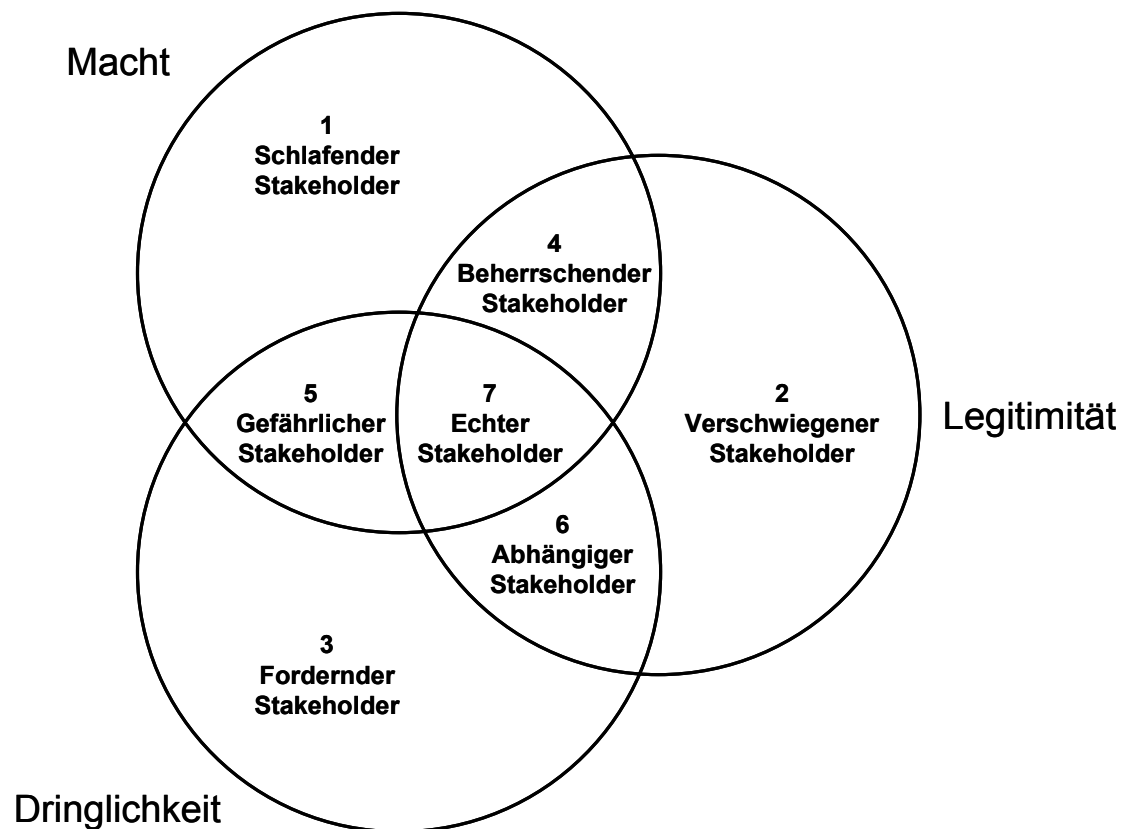 Macht
1
Schlafender
Stakeholder
4
Beherrschender
Stakeholder
5
Gefährlicher
Stakeholder
7
Echter
Stakeholder
2
Verschwiegener
Stakeholder
Legitimität
6
Abhängiger
Stakeholder
3
Fordernder
Stakeholder
Dringlichkeit